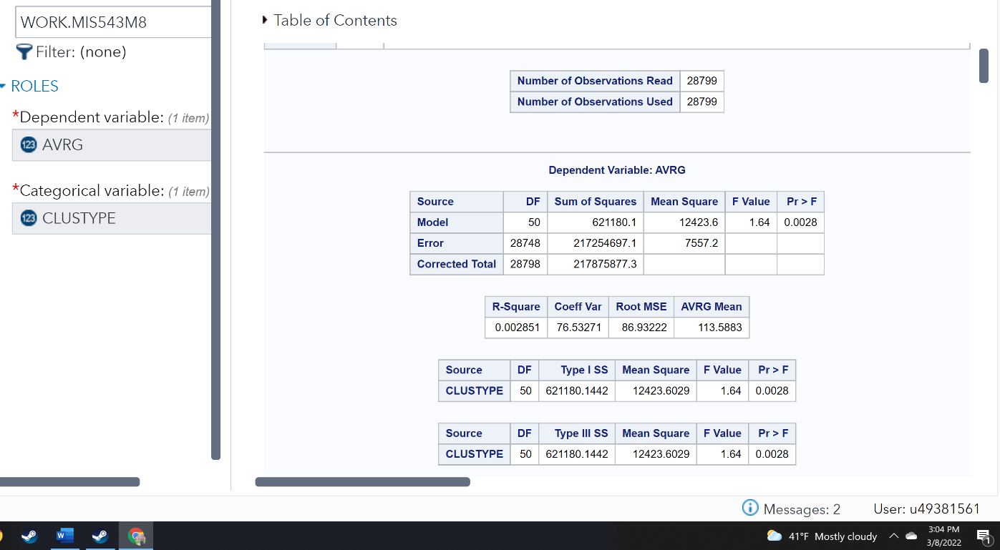 WORK.MIS543M8
Filter: (none)
ROLES
*Dependent variable: (1 item)
123 AVRG
*Categorical variable: (1 item)
123 CLUSTYPE
Table of Contents
Number of Observations Read 28799
Number of Observations Used 28799
Dependent Variable: AVRG
Source DF Sum of Squares Mean Square F Value Pr > F
Model 50 621180.1 12423.6 1.64 0.0028
Error 28748 217254697.1 7557.2
Corrected Total 28798 217875877.3
R-Square Coeff Var Root MSE AVRG Mean
0.002851 76.53271 86.93222 113.5883
Source DF Type I SS Mean Square F Value Pr > F
CLUSTYPE 50 621180.1442 12423.6029 1.64 0.0028
Source DF Type III SS Mean Square F Value Pr > F
CLUSTYPE 50 621180.1442 12423.6029 1.64 0.0028
Messages: 2 User: u49381561
W
41°F Mostly cloudy
3:04 PM
3/8/2022
1